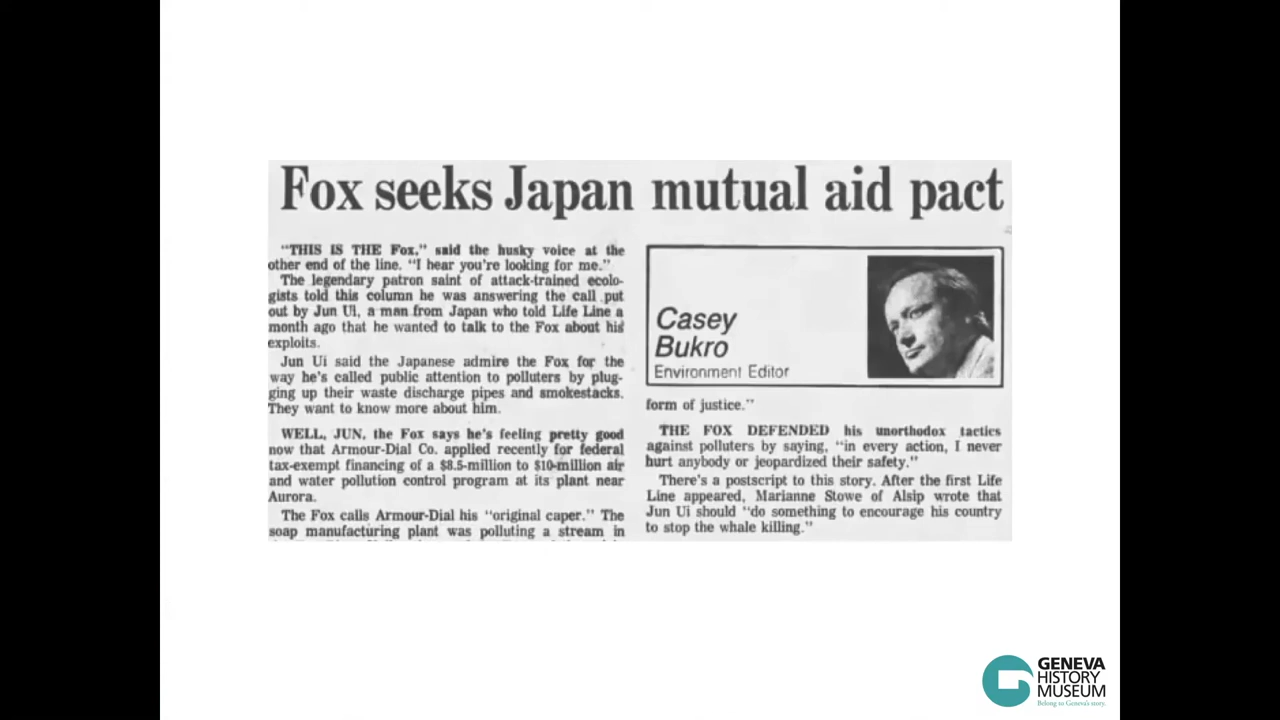 Fox seeks Japan mutual aid pact
"THIS IS THE Fox," said the husky voice at the
other end of the line. "I hear you're looking for me."
The legendary patron saint of attack-trained ecolo-
gists told this column he was answering the call put
out by Jun Ui, a man from Japan who told Life Line a
month ago that he wanted to talk to the Fox about his
exploits.
Jun Ui said the Japanese admire the Fox for the
way he's called public attention to polluters by plug-
ging up their waste discharge pipes and smokestacks.
They want to know more about him.
WELL, JUN, the Fox says he's feeling pretty good
now that Armour-Dial Co. applied recently for federal
tax-exempt financing of a $8.5-million to $10-million air
and water pollution control program at its plant near
Aurora.
The Fox calls Armour-Dial his "original caper." The
soap manufacturing plant was polluting a stream in
Casey
Bukro
Environment Editor
form of justice."
THE FOX DEFENDED his unorthodox tactics
against polluters by saying, "in every action, I never
hurt anybody or jeopardized their safety."
There's a postscript to this story. After the first Life
Line appeared, Marianne Stowe of Alsip wrote that
Jun Ui should "do something to encourage his country
to stop the whale killing."
GENEVA
HISTORY
MUSEUM
Belong to Geneva's story.